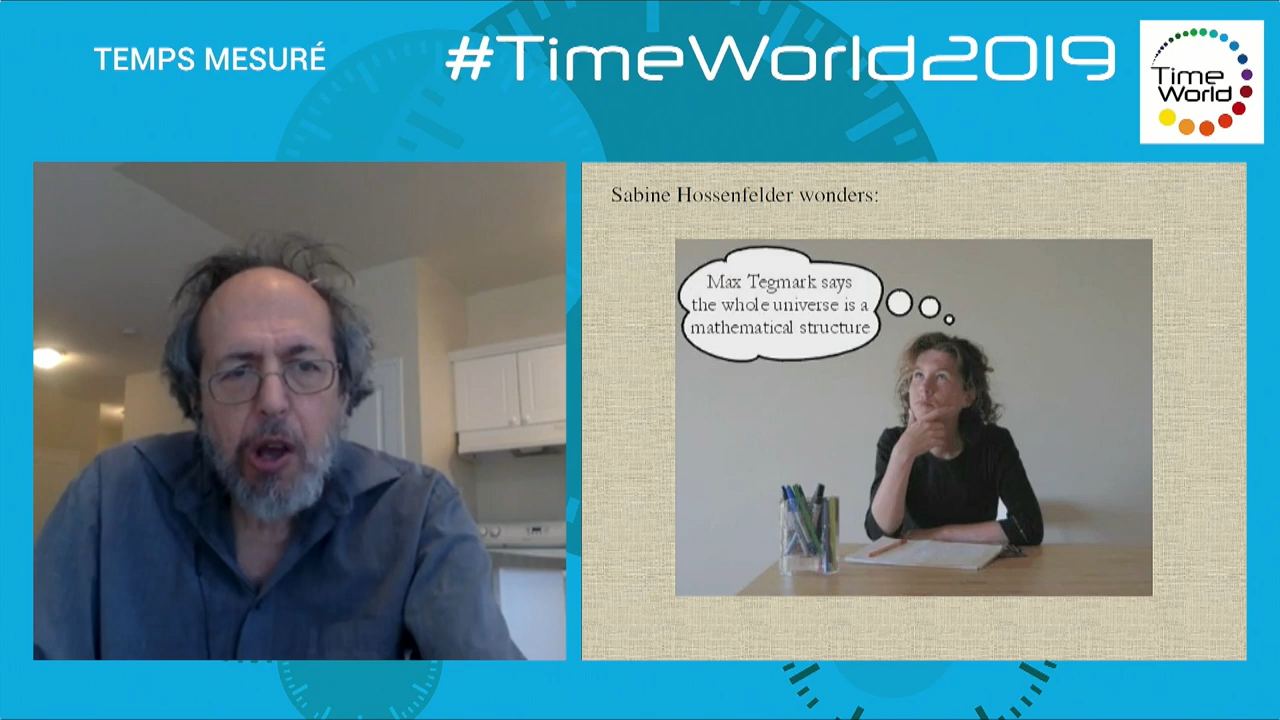 TEMPS MESURÉ
#TimeWorld2019
Time
World
Sabine Hossenfelder wonders:
Max Tegmark says
the whole universe is a
mathematical structure